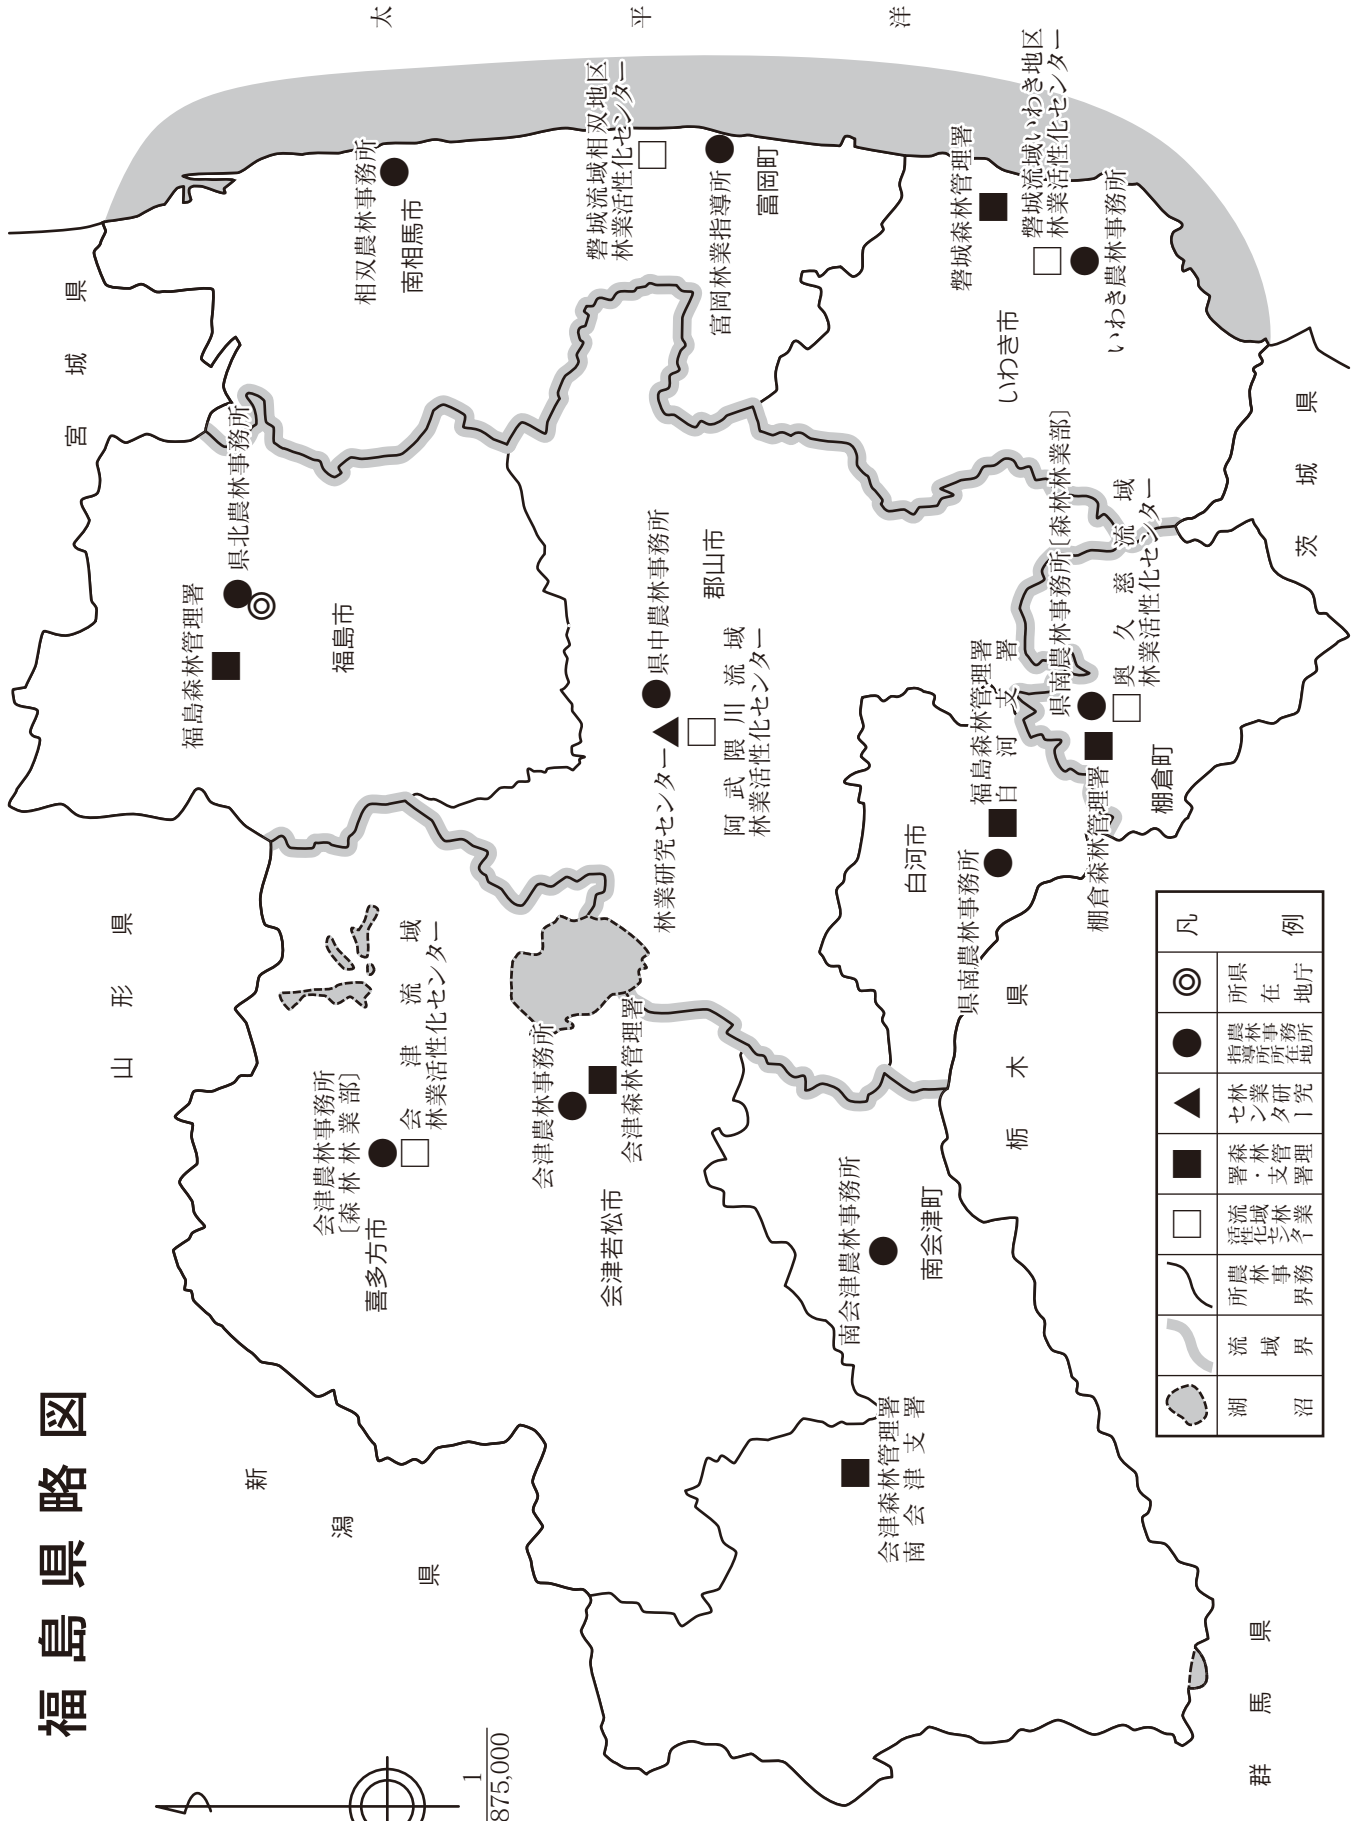 福島県略図
1
875,000
新潟県
山形県
宮城県
太平洋
茨城県
栃木県
群馬県
福島森林管理署
県北農林事務所
福島市
相双農林事務所
南相馬市
磐城流域相双地区
林業活性化センター
富岡林業指導所
富岡町
磐城森林管理署
磐城流域いわき地区
林業活性化センター
いわき農林事務所
いわき市
会津農林事務所
〔森林林業部〕
喜多方市
会津流域
林業活性化センター
会津農林事務所
会津森林管理署
会津若松市
県中農林事務所
郡山市
林業研究センター
阿武隈川流域
林業活性化センター
南会津農林事務所
南会津町
会津森林管理署
南会津支署
白河市
県南農林事務所
福島森林管理署
白河支署
県南農林事務所〔森林林業部〕
奥久慈流域
林業活性化センター
棚倉森林管理署
棚倉町
凡例
県庁
所在地
農林事務所
指導所所在地
林業研究
センター
森林管理
署・支署
流域林業
活性化センター
農林事務
所界
流域界
湖沼